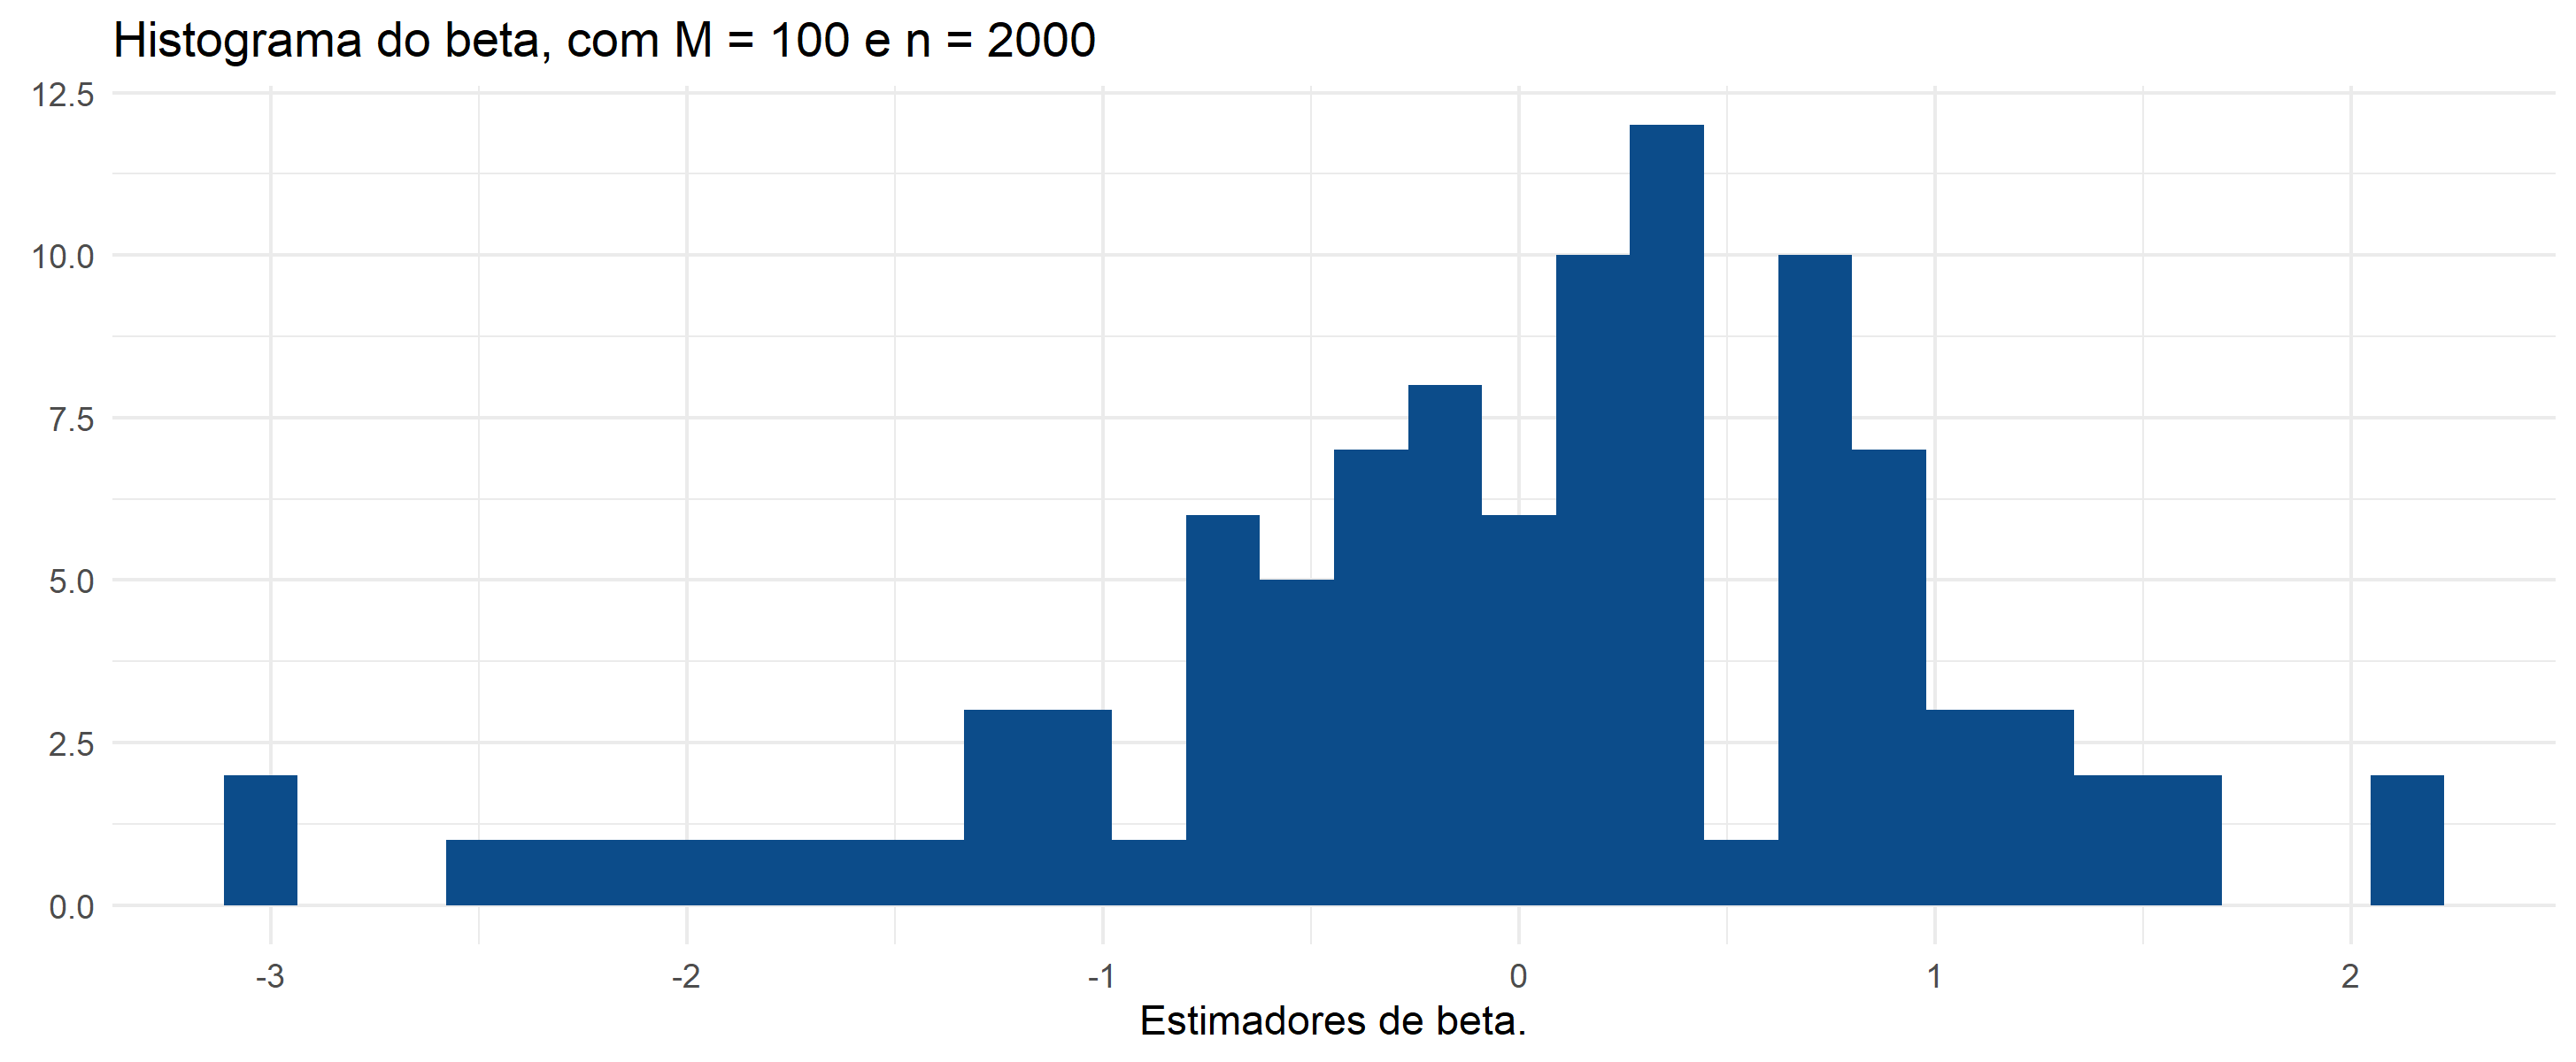 Histograma do beta, com M = 100 e n = 2000
12.5
10.0
7.5
5.0
2.5
0.0
-3 -2 -1 0 1 2
Estimadores de beta.